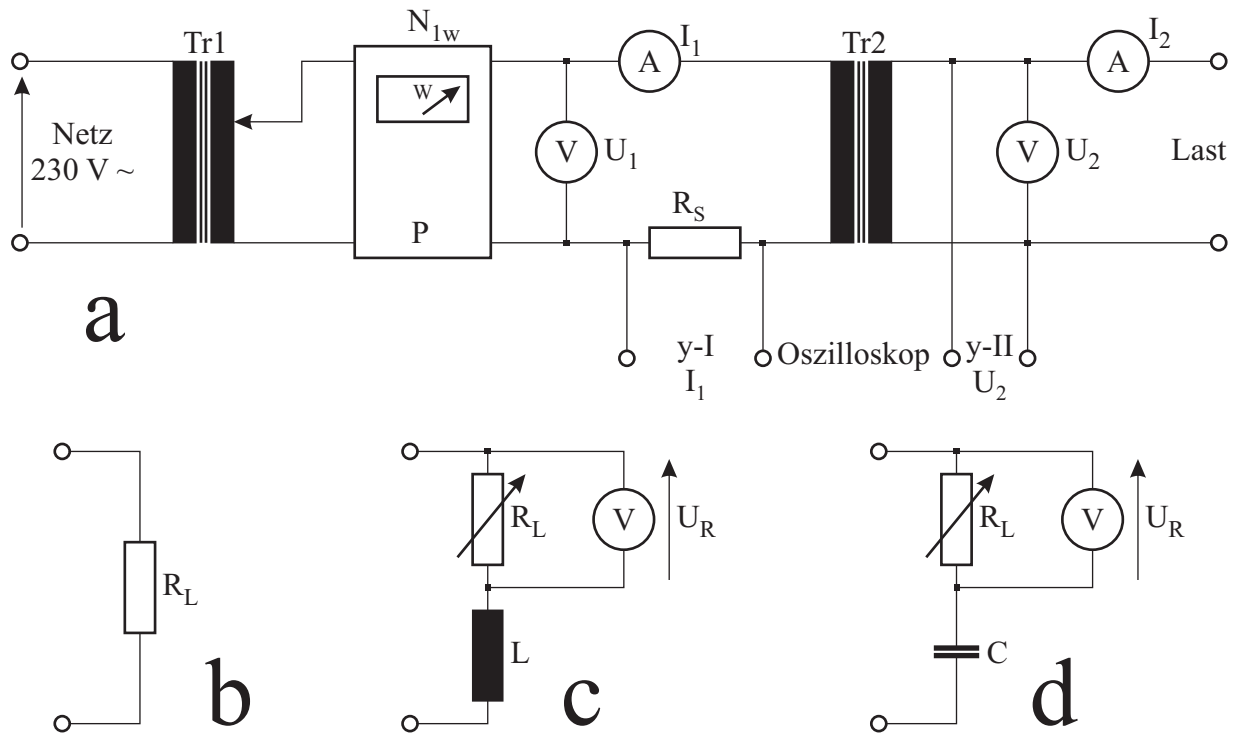 Tr1
N1w
I1
Tr2
I2
w
A
A
Netz
230 V ~
V
U1
V
U2
Last
P
RS
a
y-I
I1
Oszilloskop
y-II
U2
RL
b
RL
V
UR
L
c
RL
V
UR
C
d